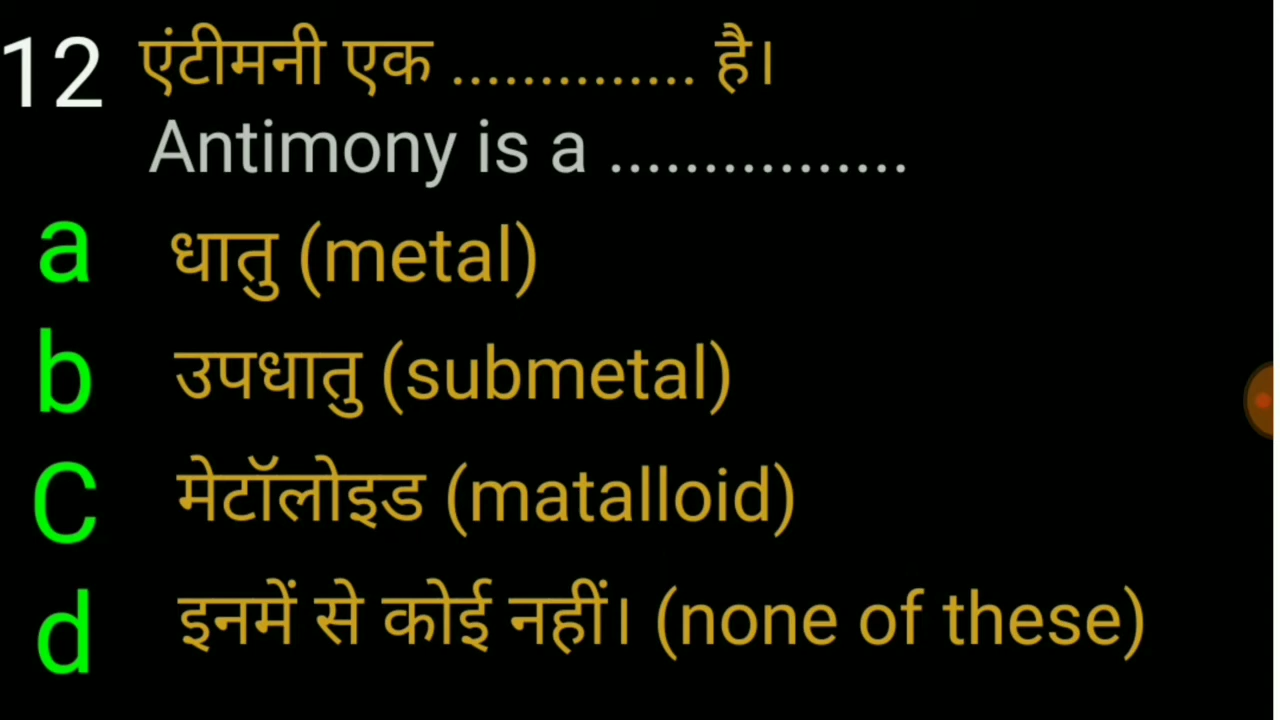 12 एंटीमनी एक .............. है।
Antimony is a ................
a धातु (metal)
b उपधातु (submetal)
C मेटॉलोइड (matalloid)
d इनमें से कोई नहीं। (none of these)